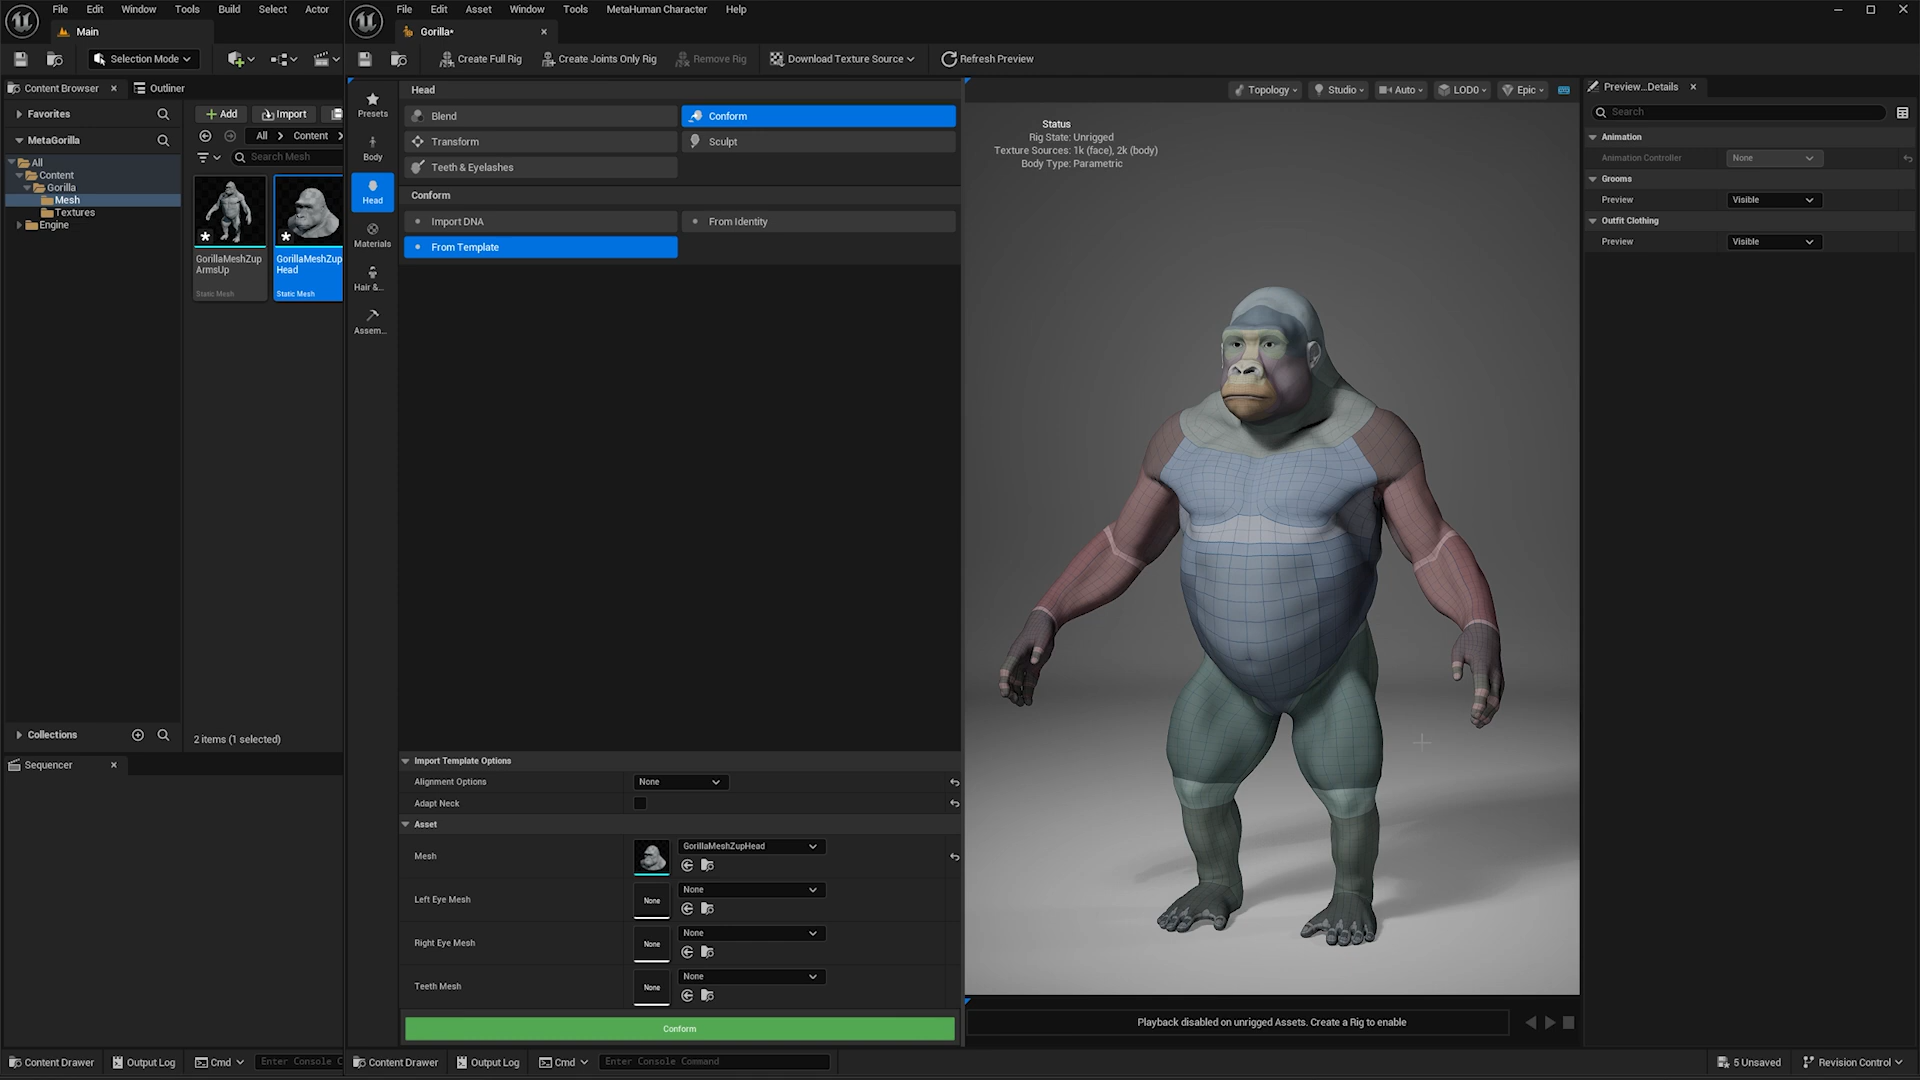 File Edit Window Tools Build Select Actor
Main
Selection Mode
Content Browser
Outliner
Favorites
Add
Import
MetaGorilla
All
Content
Search Mesh
All
Content
Gorilla
Mesh
Textures
Engine
GorillaMeshZup
ArmsUp
Static Mesh
GorillaMeshZup
Head
Static Mesh
Collections
2 items (1 selected)
Sequencer
Content Drawer
Output Log
Cmd
Enter Console C
File Edit Asset Window Tools MetaHuman Character Help
Gorilla*
Create Full Rig
Create Joints Only Rig
Remove Rig
Download Texture Source
Refresh Preview
Presets
Body
Head
Materials
Hair &...
Assem...
Head
Blend
Conform
Transform
Sculpt
Teeth & Eyelashes
Conform
Import DNA
From Identity
From Template
Import Template Options
Alignment Options
None
Adapt Neck
Asset
Mesh
GorillaMeshZupHead
Left Eye Mesh
None
None
Right Eye Mesh
None
None
Teeth Mesh
None
None
Conform
Topology
Studio
Auto
LOD0
Epic
Status
Rig State: Unrigged
Texture Sources: 1k (face), 2k (body)
Body Type: Parametric
Playback disabled on unrigged Assets. Create a Rig to enable
Preview...Details
Search
Animation
Animation Controller
None
Grooms
Preview
Visible
Outfit Clothing
Preview
Visible
Content Drawer
Output Log
Cmd
Enter Console Command
5 Unsaved
Revision Control